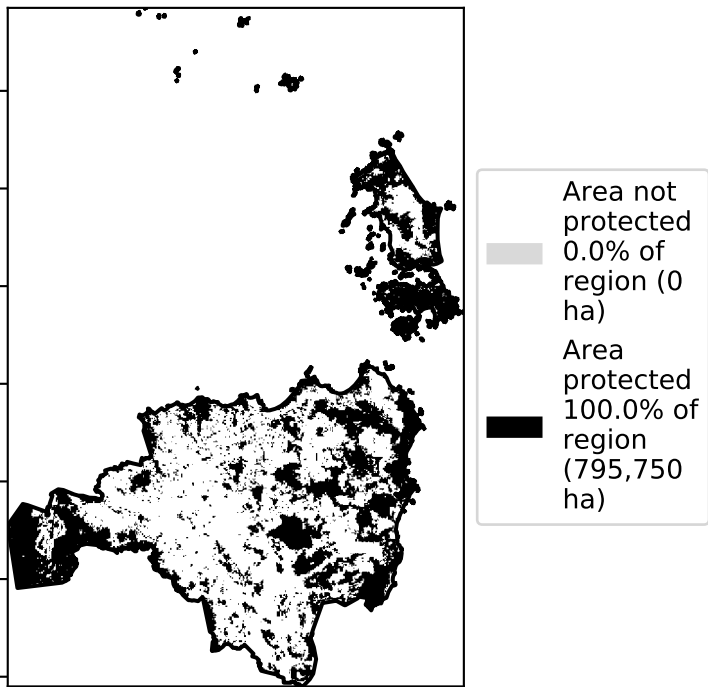 Area not
protected
0.0% of
region (0
ha)
Area
protected
100.0% of
region
(795,750
ha)